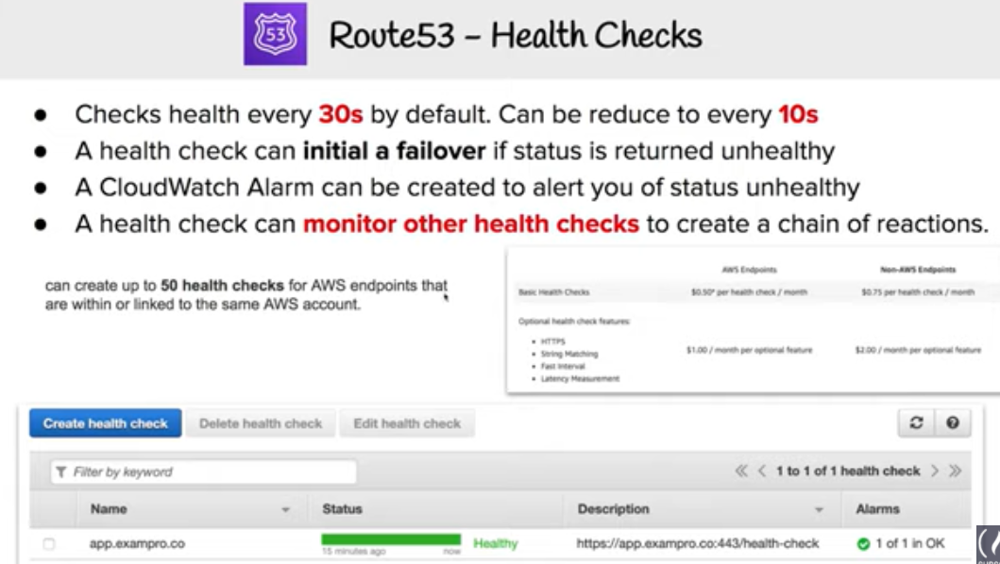 53
Route53 – Health Checks
● Checks health every 30s by default. Can be reduce to every 10s
● A health check can initial a failover if status is returned unhealthy
● A CloudWatch Alarm can be created to alert you of status unhealthy
● A health check can monitor other health checks to create a chain of reactions.
can create up to 50 health checks for AWS endpoints that
are within or linked to the same AWS account.
AWS Endpoints Non-AWS Endpoints
Basic Health Checks $0.50* per health check / month $0.75 per health check / month
Optional health check features:
• HTTPS
• String Matching
• Fast Interval
• Latency Measurement
$1.00 / month per optional feature $2.00 / month per optional feature
Create health check Delete health check Edit health check
Filter by keyword 1 to 1 of 1 health check
Name Status Description Alarms
app.exampro.co Healthy https://app.exampro.co:443/health-check 1 of 1 in OK
15 minutes ago now